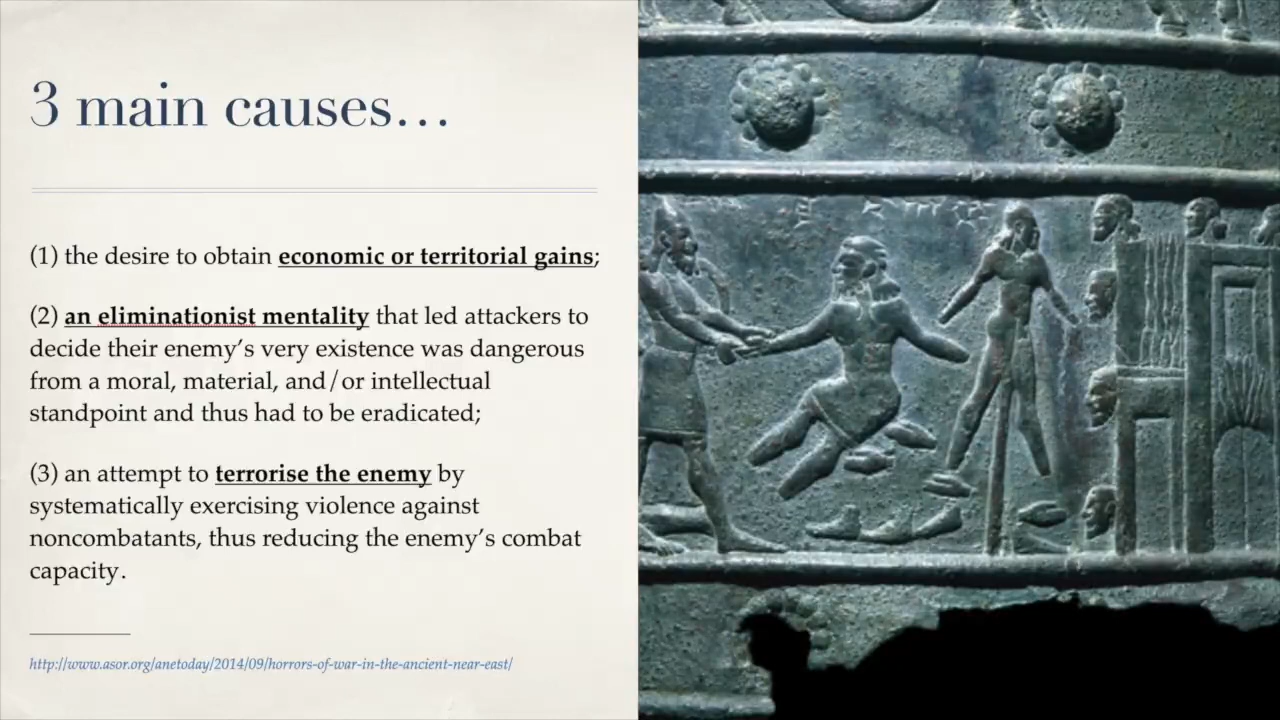 3 main causes…
(1) the desire to obtain economic or territorial gains;
(2) an eliminationist mentality that led attackers to
decide their enemy’s very existence was dangerous
from a moral, material, and/or intellectual
standpoint and thus had to be eradicated;
(3) an attempt to terrorise the enemy by
systematically exercising violence against
noncombatants, thus reducing the enemy’s combat
capacity.
http://www.asor.org/anetoday/2014/09/horrors-of-war-in-the-ancient-near-east/